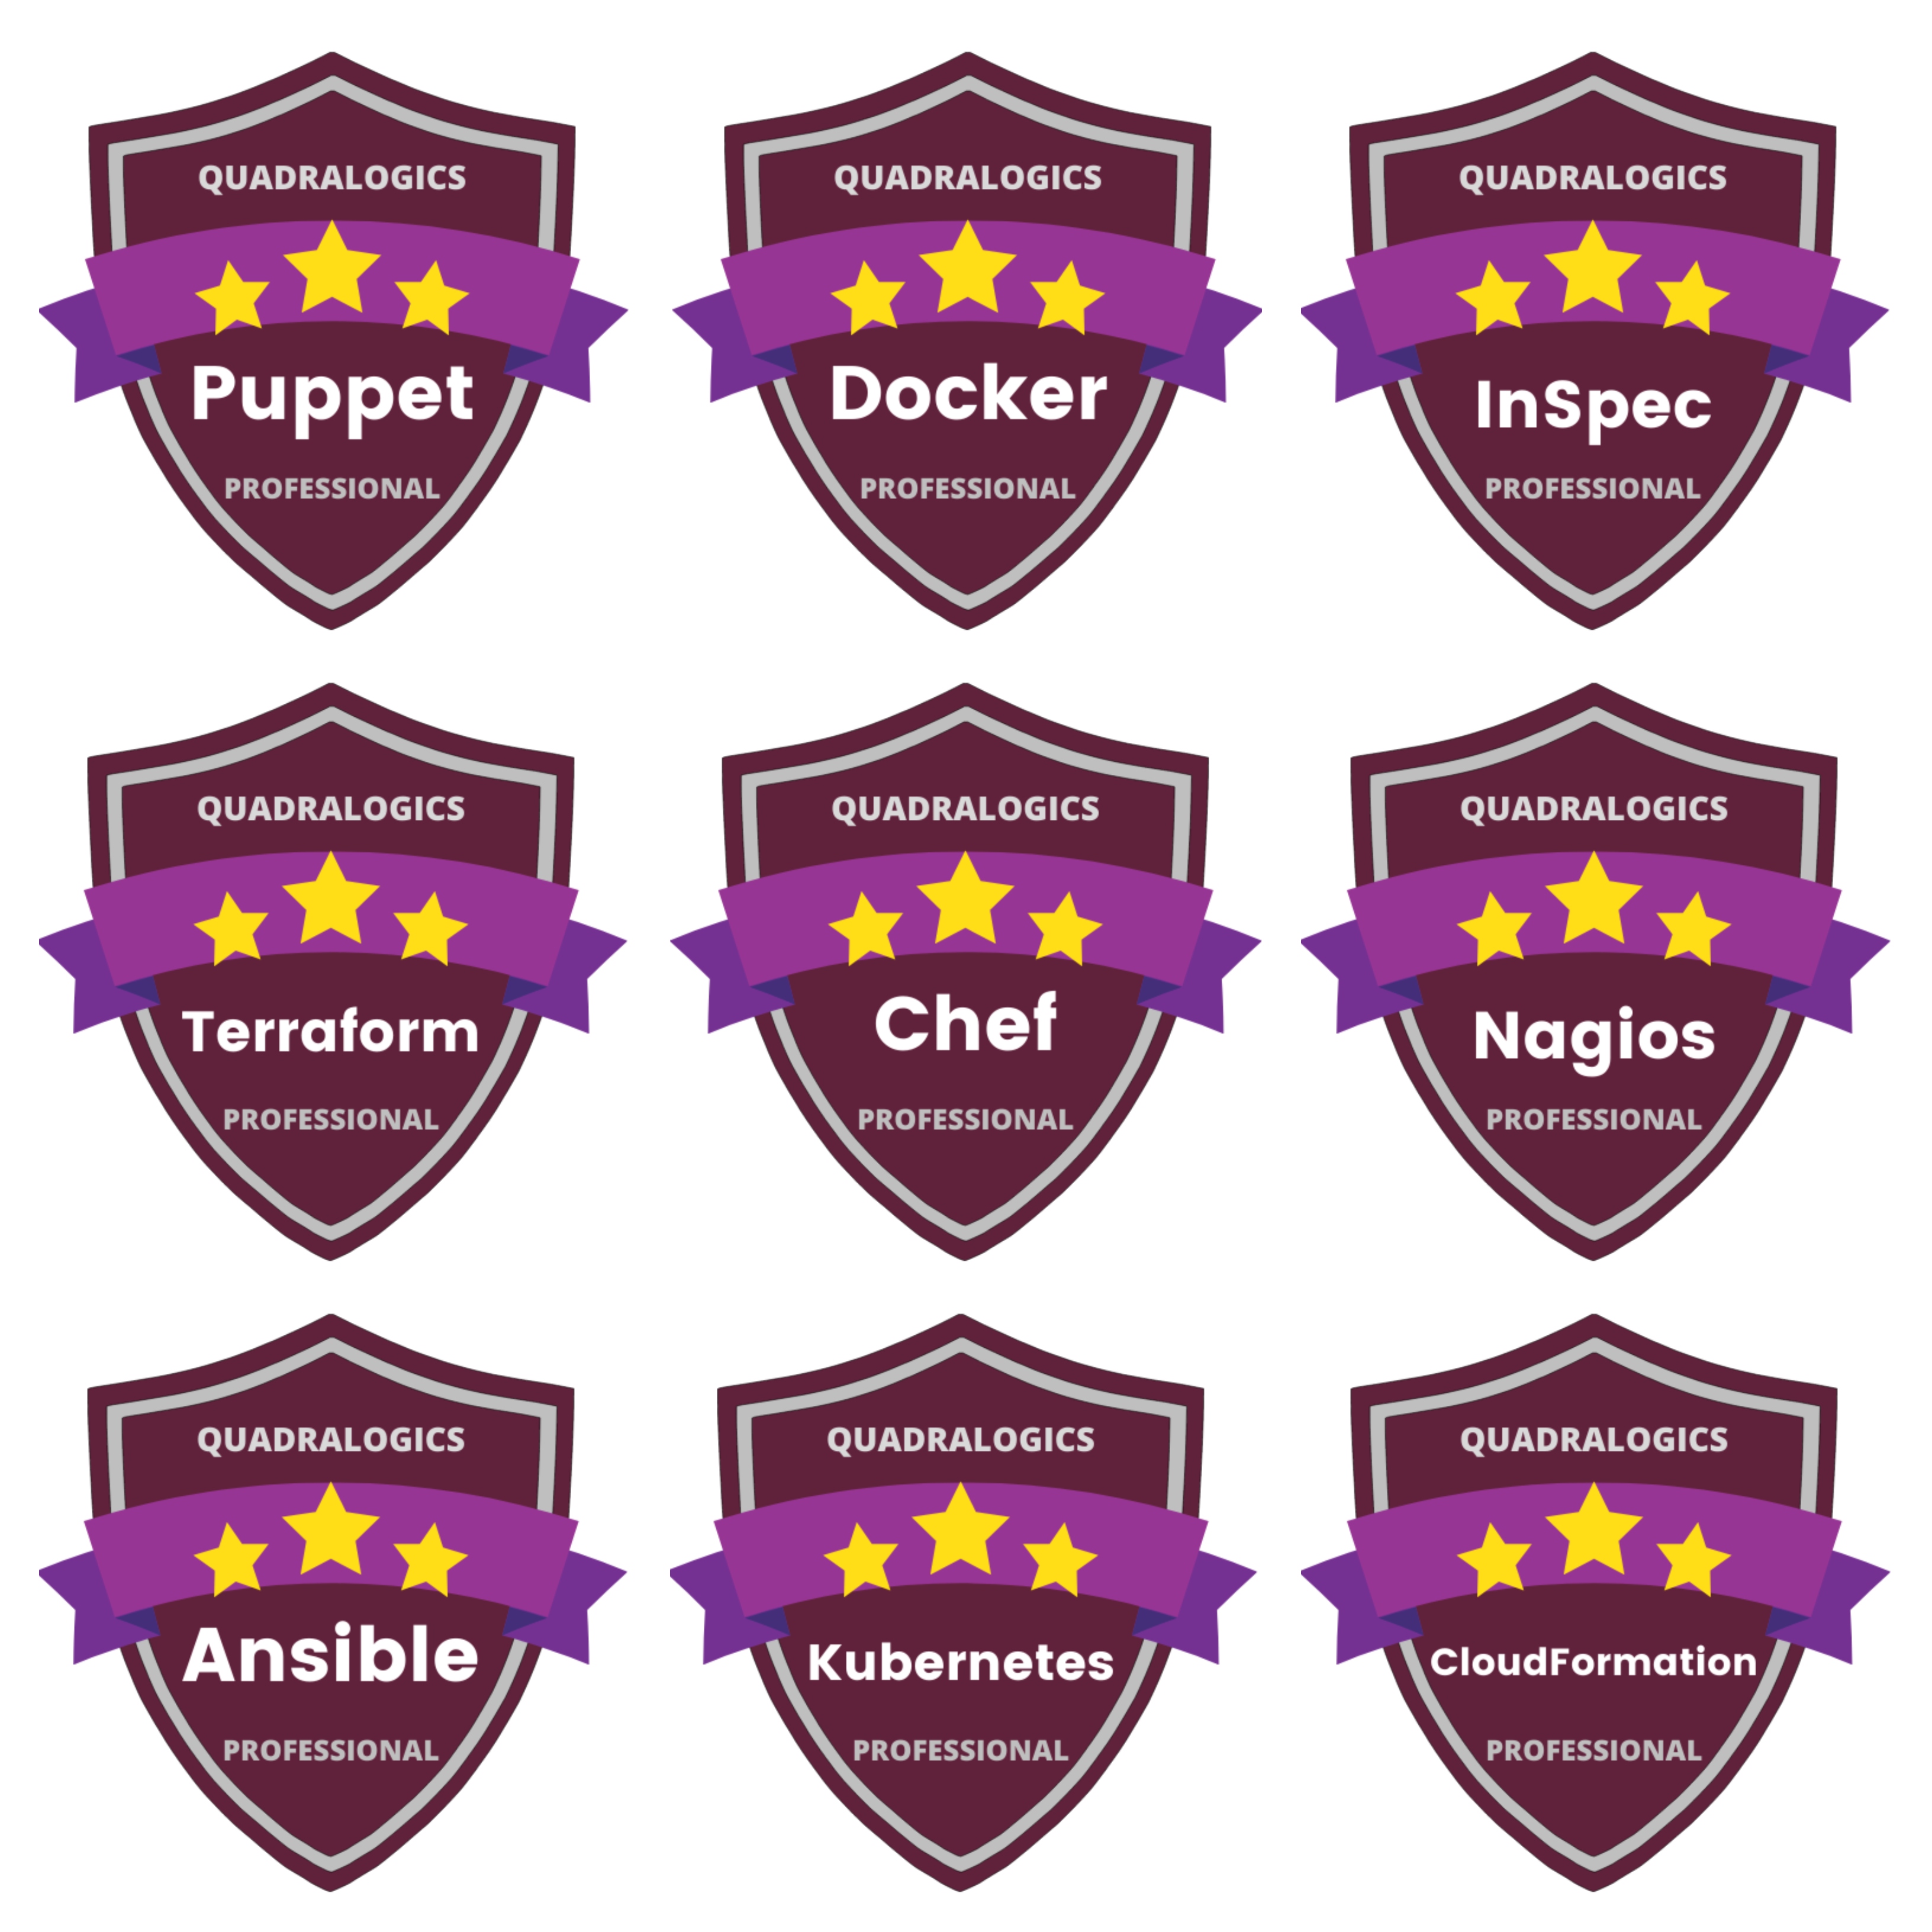 QUADRALOGICS
Puppet
PROFESSIONAL
QUADRALOGICS
Docker
PROFESSIONAL
QUADRALOGICS
InSpec
PROFESSIONAL
QUADRALOGICS
Terraform
PROFESSIONAL
QUADRALOGICS
Chef
PROFESSIONAL
QUADRALOGICS
Nagios
PROFESSIONAL
QUADRALOGICS
Ansible
PROFESSIONAL
QUADRALOGICS
Kubernetes
PROFESSIONAL
QUADRALOGICS
CloudFormation
PROFESSIONAL